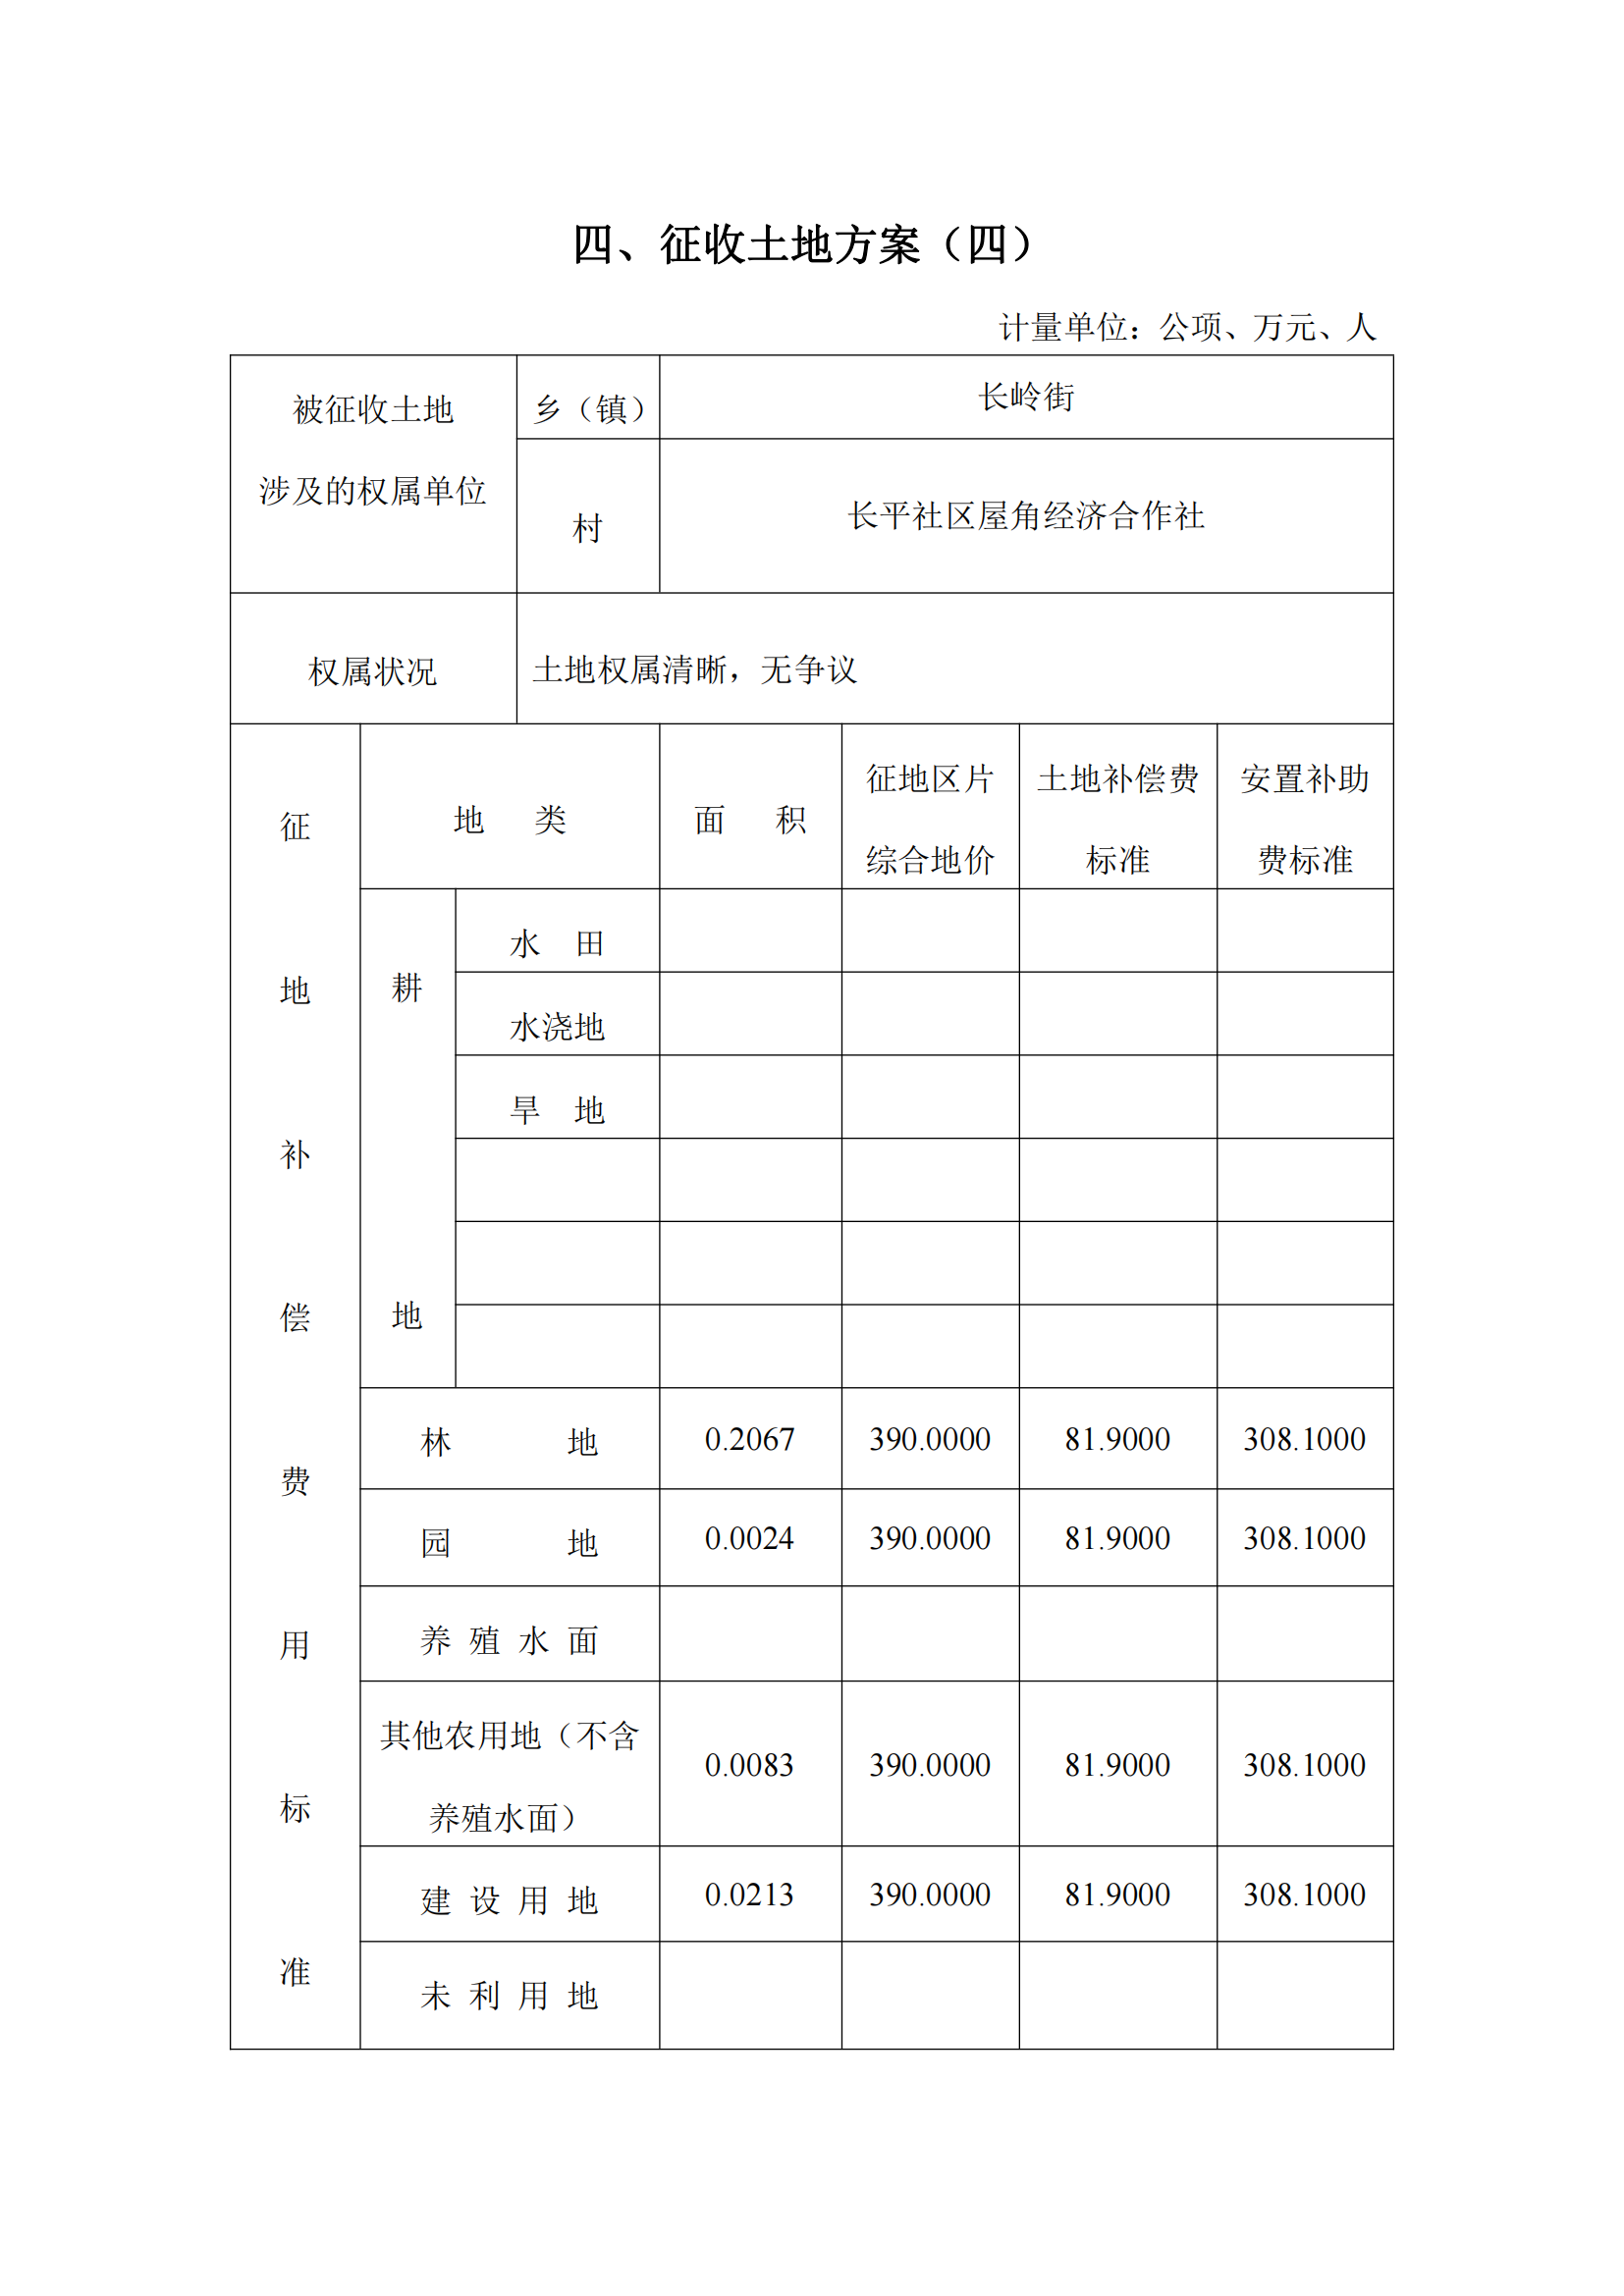 四、征收土地方案（四）
计量单位：公项、万元、人
被征收土地
涉及的权属单位
乡（镇）
长岭街
村
长平社区屋角经济合作社
权属状况
土地权属清晰，无争议
征
地
补
偿
费
用
标
准
地 类
面 积
征地区片
综合地价
土地补偿费
标准
安置补助
费标准
耕
地
水 田
水浇地
旱 地
林 地 0.2067 390.0000 81.9000 308.1000
园 地 0.0024 390.0000 81.9000 308.1000
养 殖 水 面
其他农用地（不含
养殖水面）
0.0083 390.0000 81.9000 308.1000
建 设 用 地 0.0213 390.0000 81.9000 308.1000
未 利 用 地